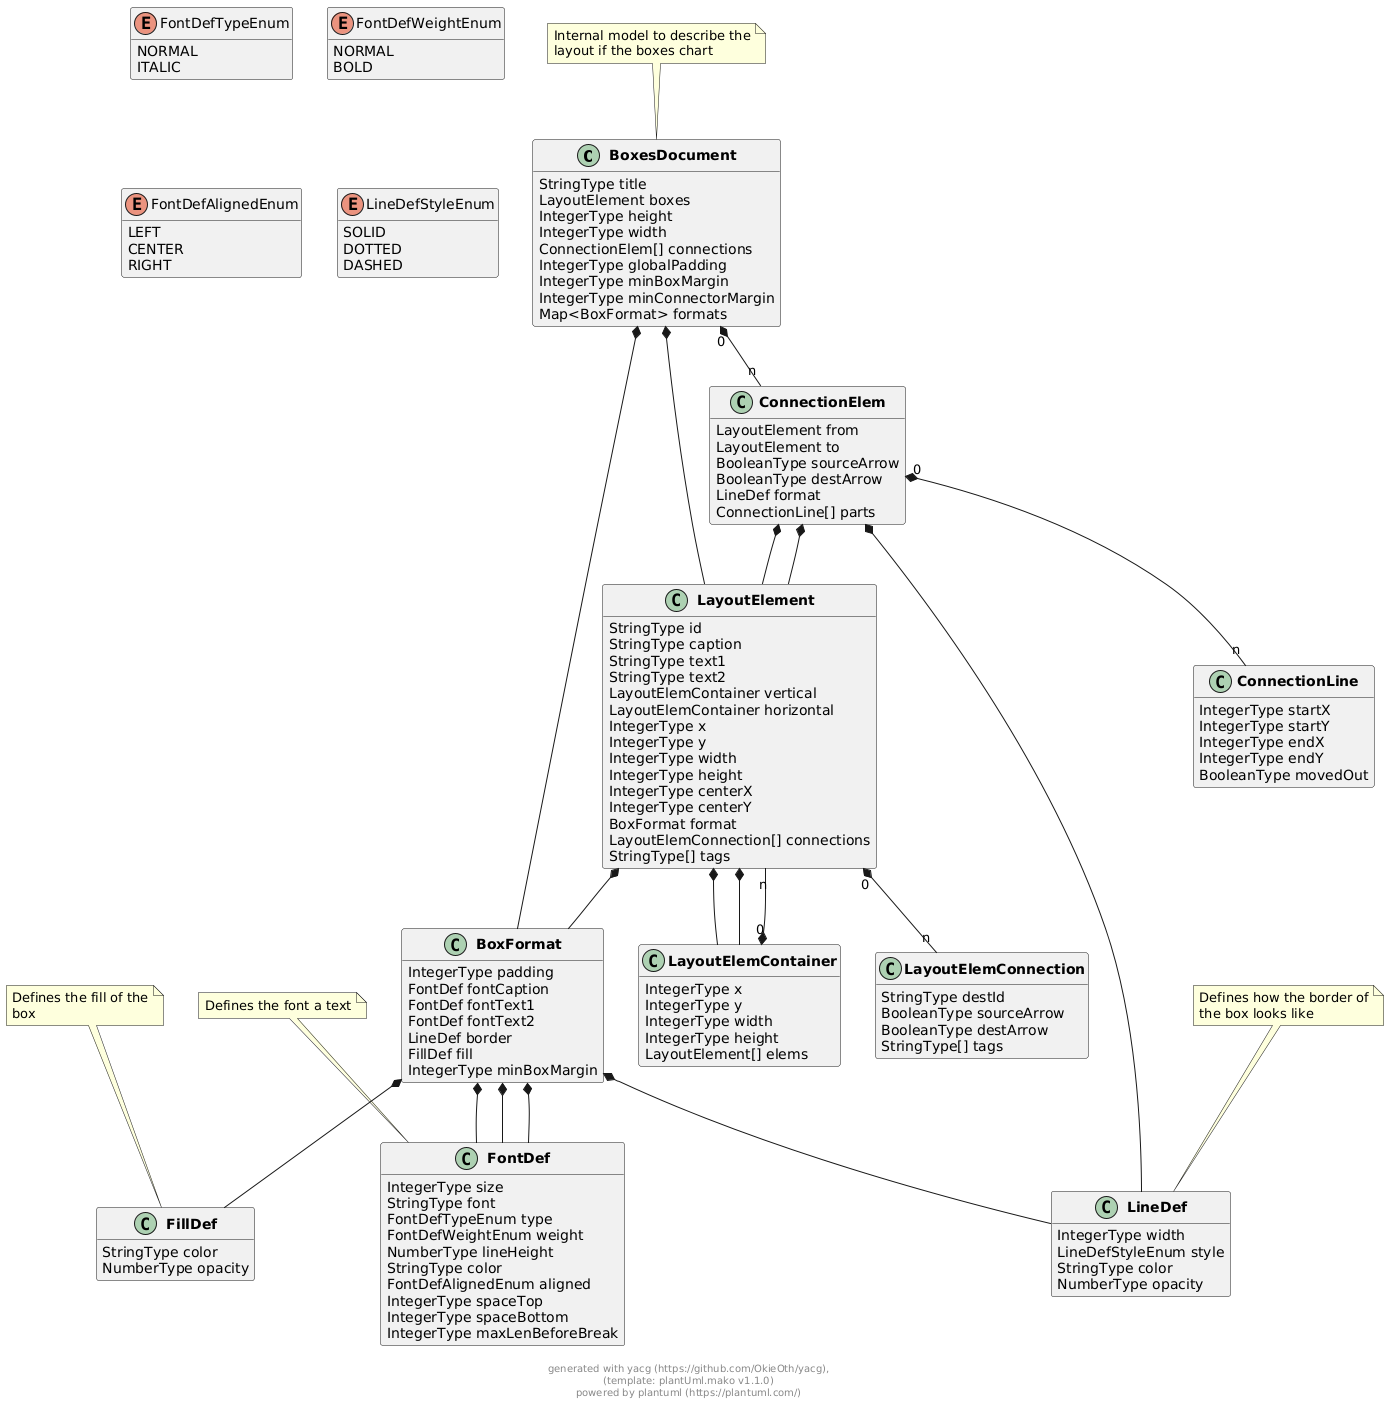 E FontDefTypeEnum
NORMAL
ITALIC
E FontDefWeightEnum
NORMAL
BOLD
Internal model to describe the
layout if the boxes chart
C BoxesDocument
StringType title
LayoutElement boxes
IntegerType height
IntegerType width
ConnectionElem[] connections
IntegerType globalPadding
IntegerType minBoxMargin
IntegerType minConnectorMargin
Map<BoxFormat> formats
E FontDefAlignedEnum
LEFT
CENTER
RIGHT
E LineDefStyleEnum
SOLID
DOTTED
DASHED
0
n
C ConnectionElem
LayoutElement from
LayoutElement to
BooleanType sourceArrow
BooleanType destArrow
LineDef format
ConnectionLine[] parts
0
n
C LayoutElement
StringType id
StringType caption
StringType text1
StringType text2
LayoutElemContainer vertical
LayoutElemContainer horizontal
IntegerType x
IntegerType y
IntegerType width
IntegerType height
IntegerType centerX
IntegerType centerY
BoxFormat format
LayoutElemConnection[] connections
StringType[] tags
C ConnectionLine
IntegerType startX
IntegerType startY
IntegerType endX
IntegerType endY
BooleanType movedOut
n
0
0
n
C BoxFormat
IntegerType padding
FontDef fontCaption
FontDef fontText1
FontDef fontText2
LineDef border
FillDef fill
IntegerType minBoxMargin
C LayoutElemContainer
IntegerType x
IntegerType y
IntegerType width
IntegerType height
LayoutElement[] elems
C LayoutElemConnection
StringType destId
BooleanType sourceArrow
BooleanType destArrow
StringType[] tags
Defines the fill of the
box
Defines the font a text
Defines how the border of
the box looks like
C FillDef
StringType color
NumberType opacity
C FontDef
IntegerType size
StringType font
FontDefTypeEnum type
FontDefWeightEnum weight
NumberType lineHeight
StringType color
FontDefAlignedEnum aligned
IntegerType spaceTop
IntegerType spaceBottom
IntegerType maxLenBeforeBreak
C LineDef
IntegerType width
LineDefStyleEnum style
StringType color
NumberType opacity
generated with yacg (https://github.com/OkieOth/yacg),
(template: plantUml.mako v1.1.0)
powered by plantuml (https://plantuml.com/)